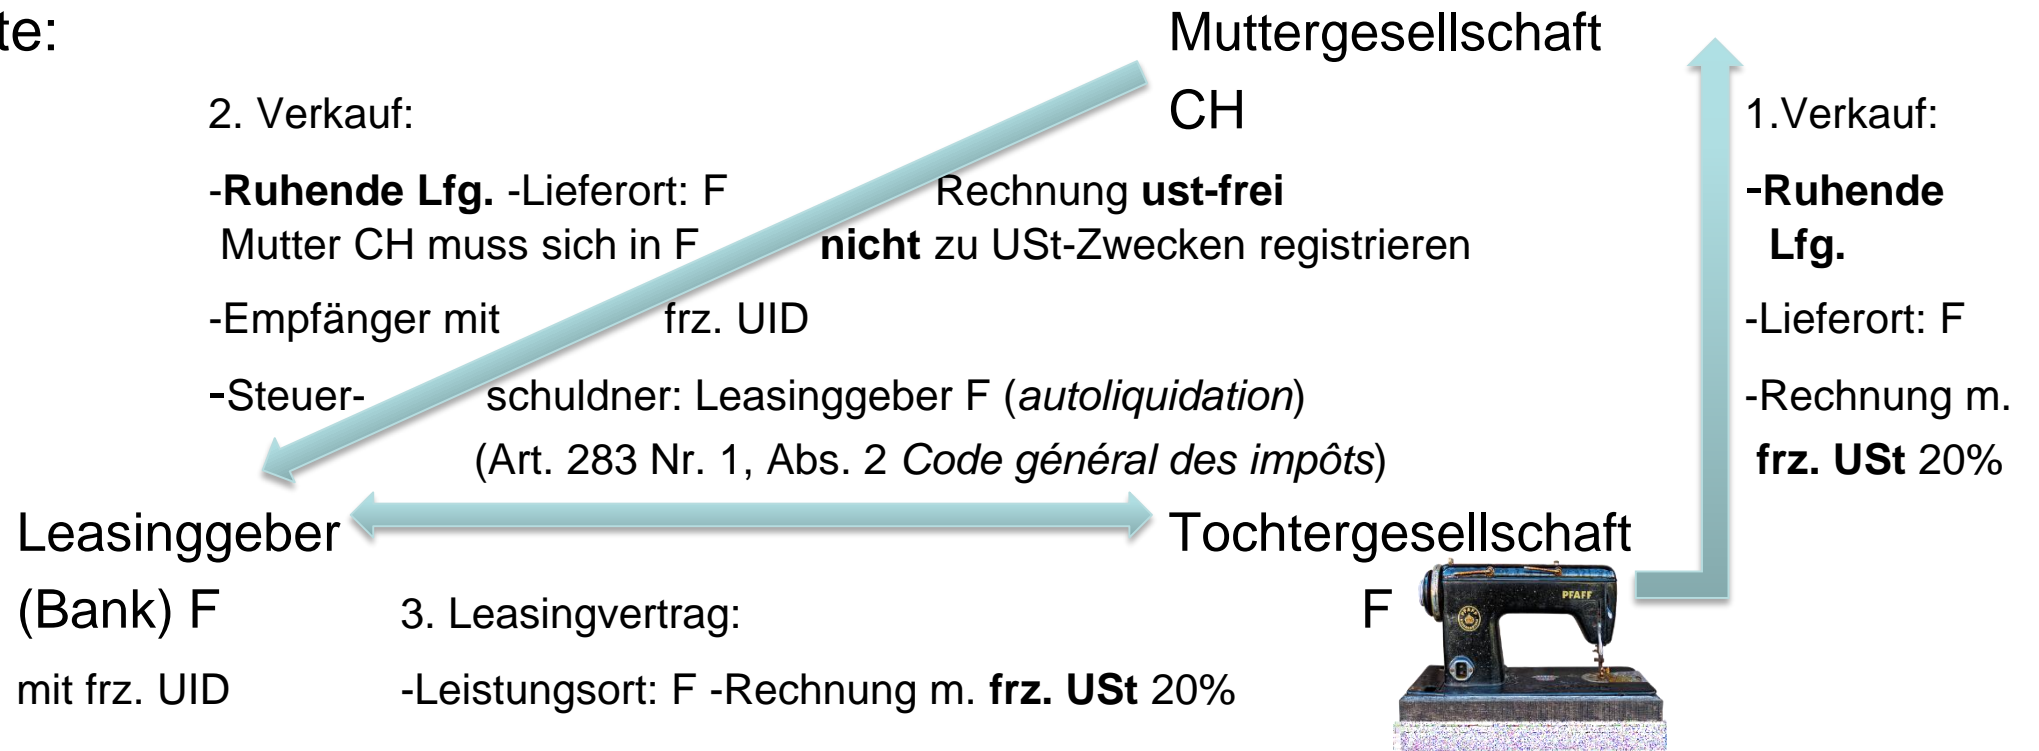 te:
Muttergesellschaft
CH
2. Verkauf:
-Ruhende Lfg. -Lieferort: F Rechnung ust-frei
Mutter CH muss sich in F nicht zu USt-Zwecken registrieren
-Empfänger mit frz. UID
-Steuer- schuldner: Leasinggeber F (autoliquidation)
(Art. 283 Nr. 1, Abs. 2 Code général des impôts)
1.Verkauf:
-Ruhende
Lfg.
-Lieferort: F
-Rechnung m.
frz. USt 20%
Leasinggeber
(Bank) F
mit frz. UID
Tochtergesellschaft
F
PFAFF
3. Leasingvertrag:
-Leistungsort: F -Rechnung m. frz. USt 20%